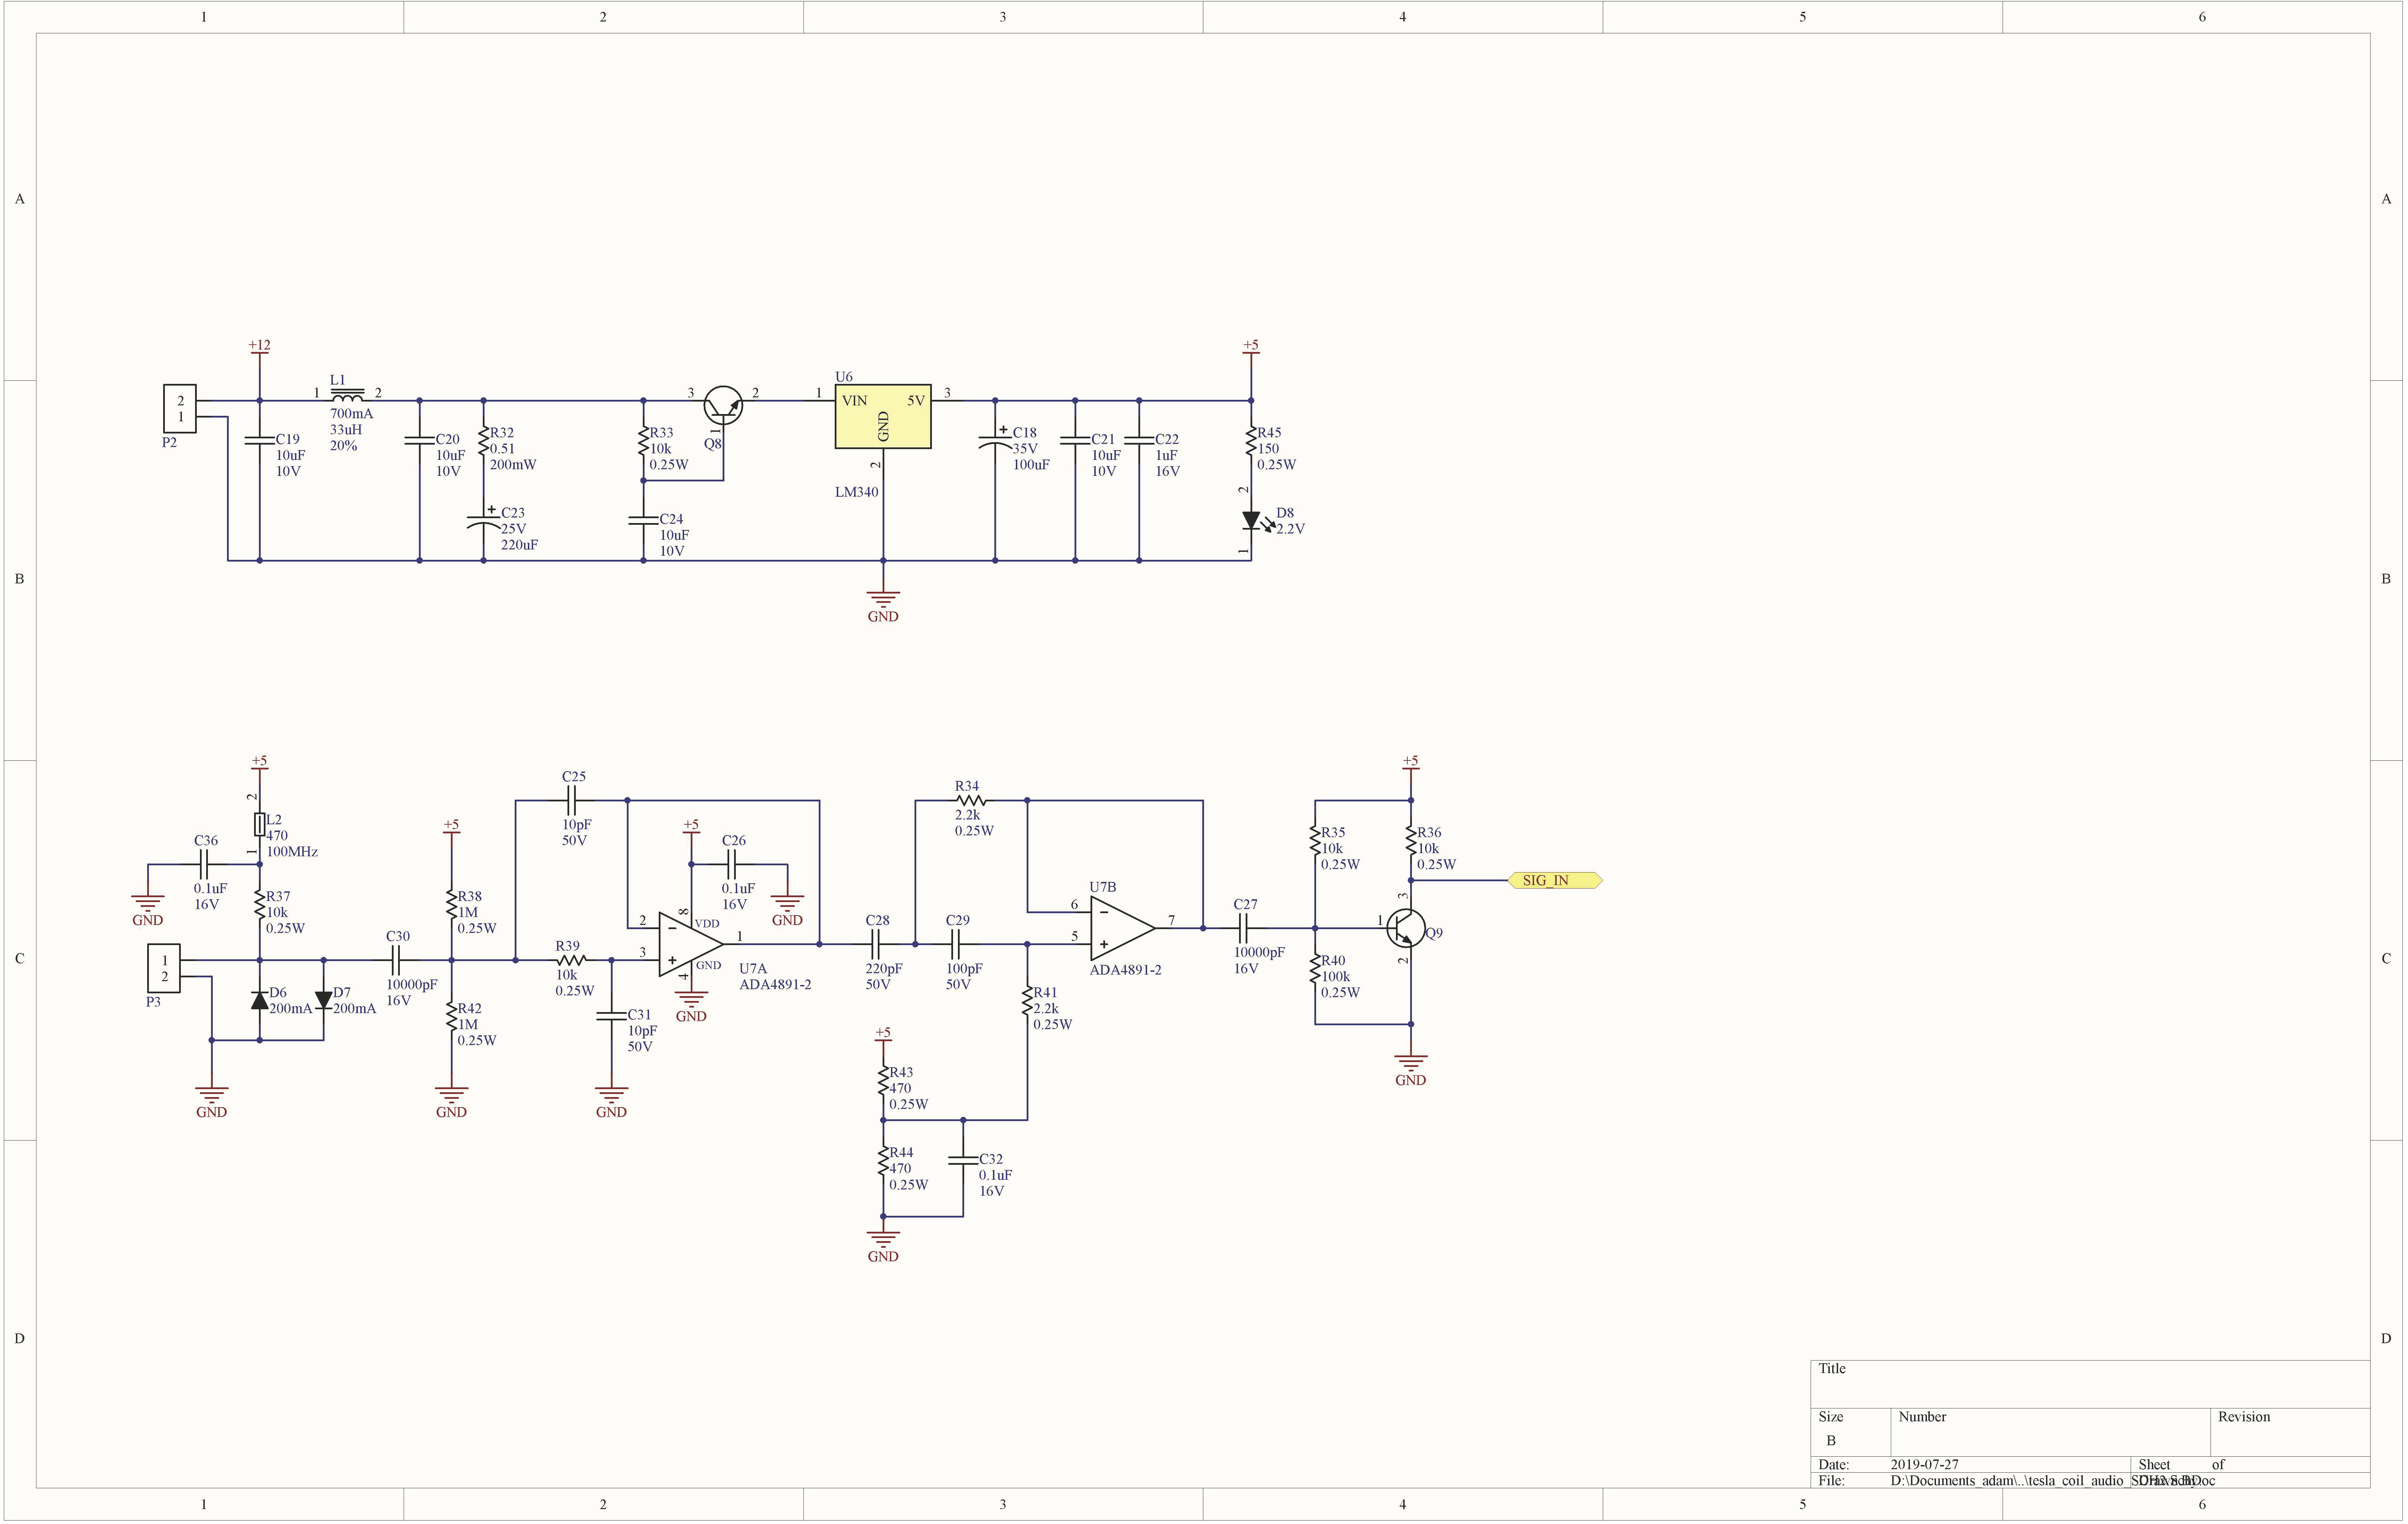 1 2 3 4 5 6
A A
+12
+5
P2
2
1
C19
10uF
10V
1 L1 2
700mA
33uH
20%
C20
10uF
10V
R32
0.51
200mW
C23
25V
220uF
R33
10k
0.25W
C24
10uF
10V
3 2
1
Q8
U6
1 VIN 5V 3
GND
2
LM340
GND
C18
35V
100uF
C21
10uF
10V
C22
1uF
16V
R45
150
0.25W
2
D8
2.2V
1
B B
+5
2
L2
470
100MHz
1
C36
0.1uF
16V
GND
R37
10k
0.25W
P3
1
2
D6
200mA
D7
200mA
GND
C30
10000pF
16V
+5
R38
1M
0.25W
R42
1M
0.25W
GND
C25
10pF
50V
R39
10k
0.25W
C31
10pF
50V
GND
+5
C26
0.1uF
16V
GND
8
VDD
2
3
1
GND
4
U7A
ADA4891-2
GND
C28
220pF
50V
C29
100pF
50V
R34
2.2k
0.25W
U7B
6
5
7
ADA4891-2
R41
2.2k
0.25W
+5
R43
470
0.25W
R44
470
0.25W
C32
0.1uF
16V
GND
C27
10000pF
16V
+5
R35
10k
0.25W
R36
10k
0.25W
SIG_IN
R40
100k
0.25W
3
1
2
Q9
GND
C C
D D
Title
Size Number Revision
B
Date: 2019-07-27 Sheet of
File: D:\Documents_adam\..\tesla_coil_audio_
1 2 3 4 5 6